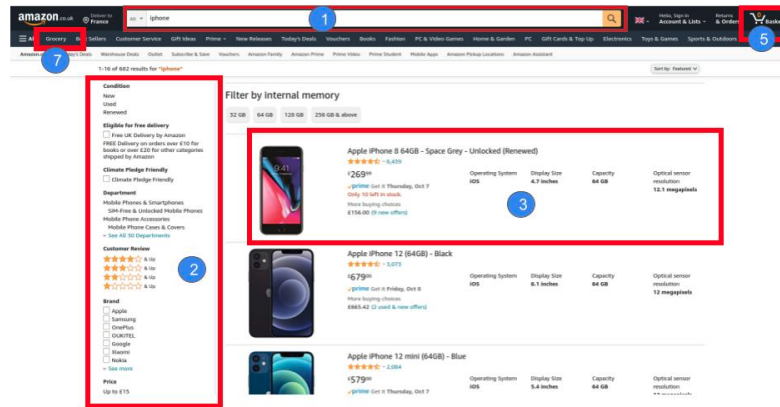 amazon.co.uk
Deliver to
France
All
iphone
1
Hello, Sign in
Account & Lists
Returns
& Orders
0
Basket
5
All
Grocery
Best Sellers
Customer Service
Gift Ideas
Prime
New Releases
Today's Deals
Vouchers
Books
Fashion
PC & Video Games
Home & Garden
PC
Gift Cards & Top Up
Electronics
Toys & Games
Sports & Outdoors
7
Today's Deals
Warehouse Deals
Outlet
Subscribe & Save
Vouchers
Amazon Family
Amazon Prime
Prime Video
Prime Student
Mobile Apps
Amazon Pickup Locations
Amazon Assistant
1-16 of 682 results for "iphone"
Sort by: Featured
Condition
New
Used
Renewed
Eligible for free delivery
Free UK Delivery by Amazon
FREE Delivery on orders over £10 for
books or over £20 for other categories
shipped by Amazon
Climate Pledge Friendly
Climate Pledge Friendly
Department
Mobile Phones & Smartphones
SIM-Free & Unlocked Mobile Phones
Mobile Phone Accessories
Mobile Phone Cases & Covers
See All 30 Departments
Customer Review
& Up
& Up
& Up
& Up
2
Brand
Apple
Samsung
OnePlus
OUKITEL
Google
Xiaomi
Nokia
See more
Price
Up to £15
Filter by internal memory
32 GB
64 GB
128 GB
256 GB & above
9:41
Apple iPhone 8 64GB - Space Grey - Unlocked (Renewed)
6,459
£269⁰⁰
prime Get it Thursday, Oct 7
Only 10 left in stock.
More buying choices
£156.00 (9 new offers)
Operating System
iOS
Display Size
4.7 inches
Capacity
64 GB
Optical sensor
resolution
12.1 megapixels
3
Apple iPhone 12 (64GB) - Black
3,073
£679⁰⁰
prime Get it Friday, Oct 8
More buying choices
£665.42 (2 used & new offers)
Operating System
iOS
Display Size
6.1 inches
Capacity
64 GB
Optical sensor
resolution
12 megapixels
Apple iPhone 12 mini (64GB) - Blue
2,084
£579⁰⁰
prime Get it Thursday, Oct 7
Operating System
iOS
Display Size
5.4 inches
Capacity
64 GB
Optical sensor
resolution